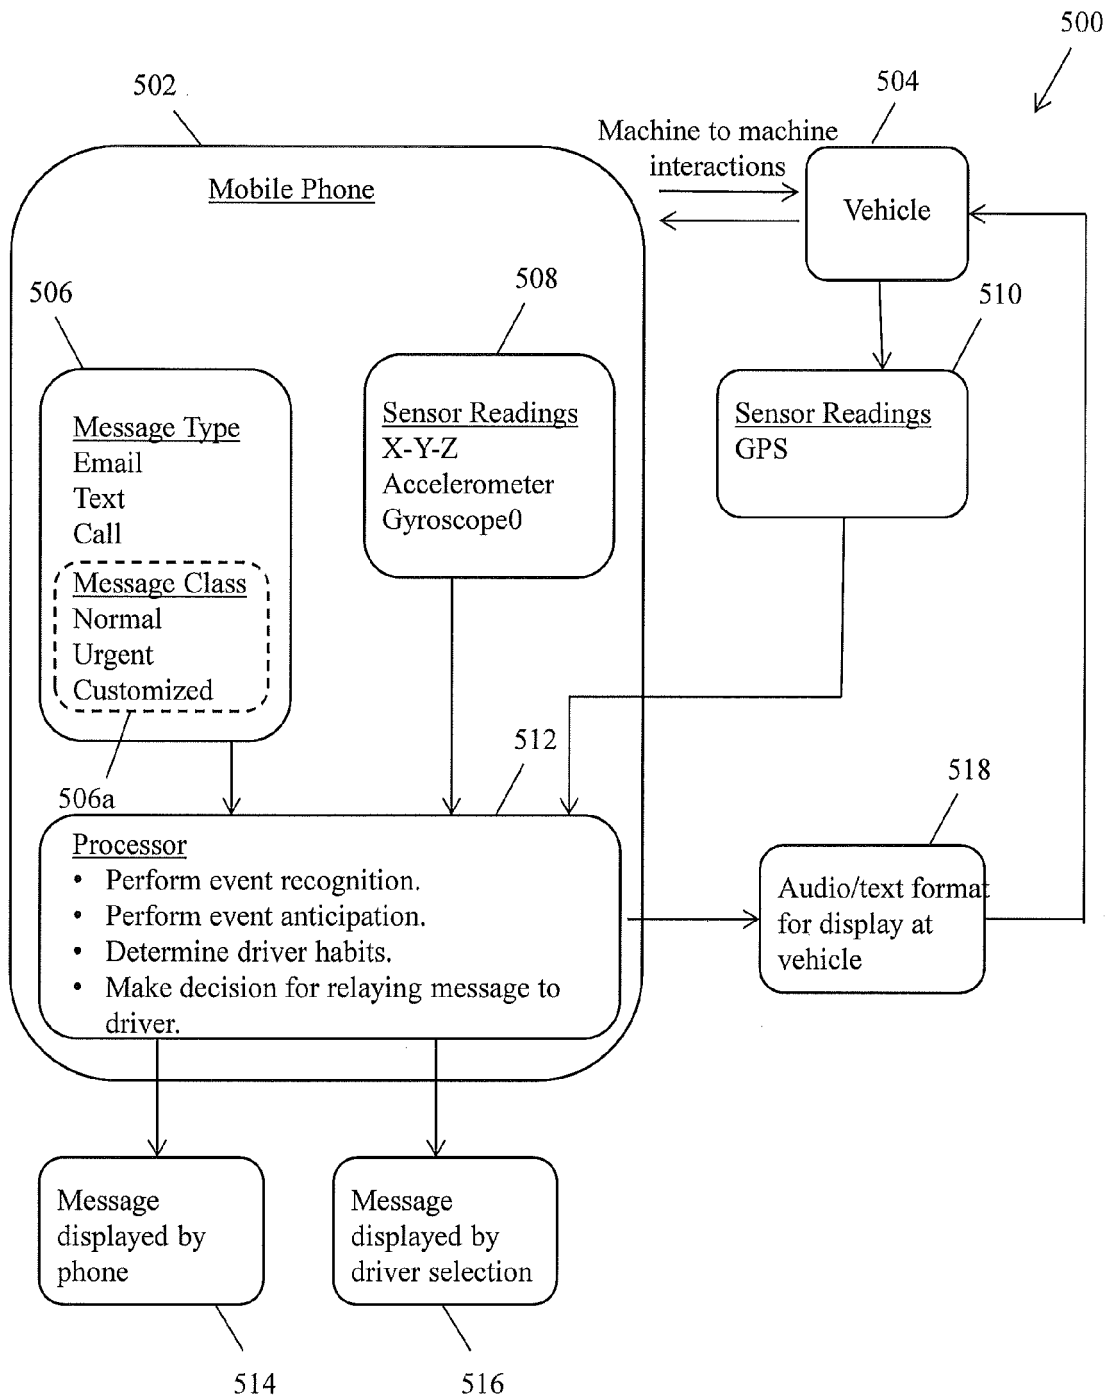 500
502
504
Machine to machine
interactions
Mobile Phone
Vehicle
506
508
510
Message Type
Email
Text
Call
Message Class
Normal
Urgent
Customized
Sensor Readings
X-Y-Z
Accelerometer
Gyroscope0
Sensor Readings
GPS
506a
512
518
Processor
• Perform event recognition.
• Perform event anticipation.
• Determine driver habits.
• Make decision for relaying message to
driver.
Audio/text format
for display at
vehicle
Message
displayed by
phone
Message
displayed by
driver selection
514
516